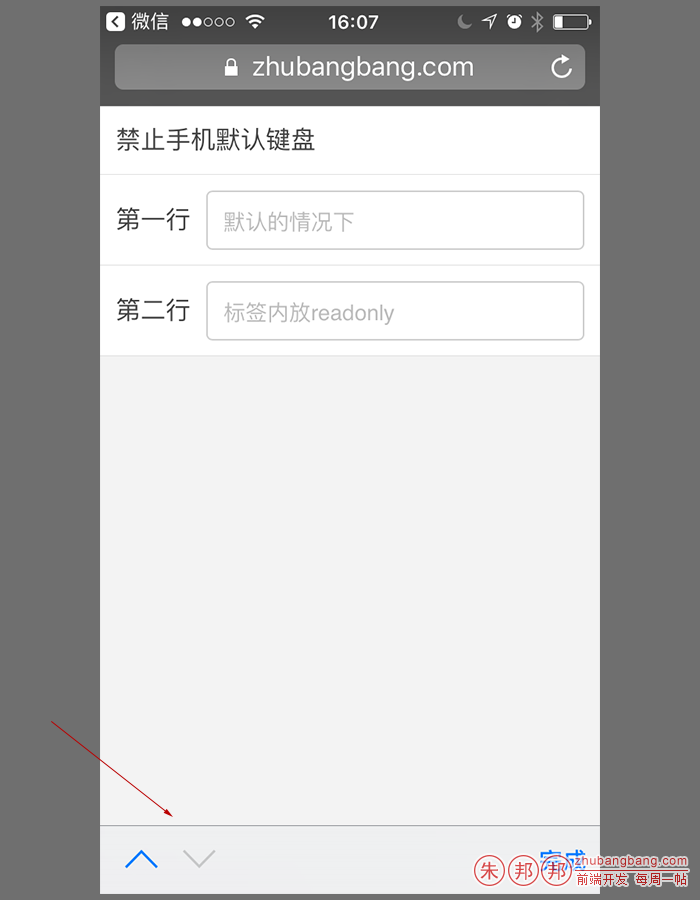 微信 16:07
zhubangbang.com
禁止手机默认键盘
第一行 默认的情况下
第二行 标签内放readonly
完成
朱邦邦 zhubangbang.com
前端开发 每周一帖